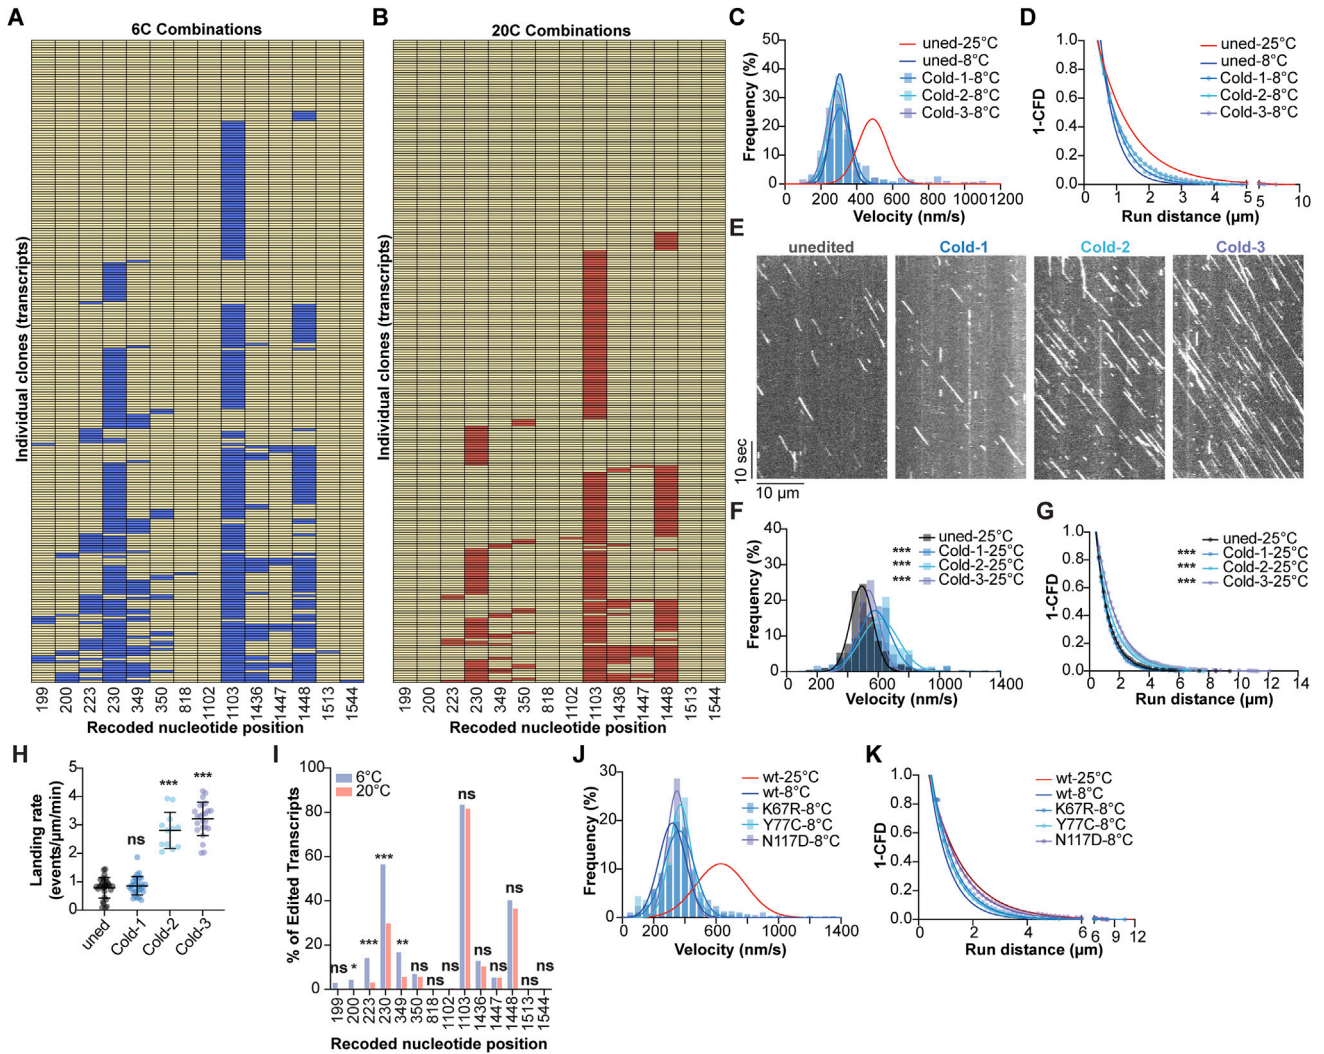 A
6C Combinations
Individual clones (transcripts)
199 200 223 230 349 350 818 1102 1103 1436 1447 1448 1513 1544
Recoded nucleotide position
B
20C Combinations
Individual clones (transcripts)
199 200 223 230 349 350 818 1102 1103 1436 1447 1448 1513 1544
Recoded nucleotide position
C
Frequency (%)
50
40
30
20
10
0
uned-25°C
uned-8°C
Cold-1-8°C
Cold-2-8°C
Cold-3-8°C
0 200 400 600 800 1000 1200
Velocity (nm/s)
D
1-CFD
1.0
0.8
0.6
0.4
0.2
0.0
uned-25°C
uned-8°C
Cold-1-8°C
Cold-2-8°C
Cold-3-8°C
0 1 2 3 4 5 5 10
Run distance (µm)
E
unedited Cold-1 Cold-2 Cold-3
10 sec
10 µm
F
Frequency (%)
40
30
20
10
0
uned-25°C
*** Cold-1-25°C
*** Cold-2-25°C
*** Cold-3-25°C
0 200 400 600 800 1000 1400
Velocity (nm/s)
G
1-CFD
1.0
0.8
0.6
0.4
0.2
0.0
uned-25°C
*** Cold-1-25°C
*** Cold-2-25°C
*** Cold-3-25°C
0 2 4 6 8 10 12 14
Run distance (µm)
H
Landing rate
(events/µm/min)
5
4
3
2
1
0
ns *** ***
uned Cold-1 Cold-2 Cold-3
I
% of Edited Transcripts
100
80
60
40
20
0
6°C
20°C
ns * *** *** ** ns ns ns ns ns ns ns ns ns
199 200 223 230 349 350 818 1102 1103 1436 1447 1448 1513 1544
Recoded nucleotide position
J
Frequency (%)
30
20
10
0
wt-25°C
wt-8°C
K67R-8°C
Y77C-8°C
N117D-8°C
0 200 600 1000 1400
Velocity (nm/s)
K
1-CFD
1.0
0.8
0.6
0.4
0.2
0.0
wt-25°C
wt-8°C
K67R-8°C
Y77C-8°C
N117D-8°C
0 2 4 6 6 9 12
Run distance (µm)